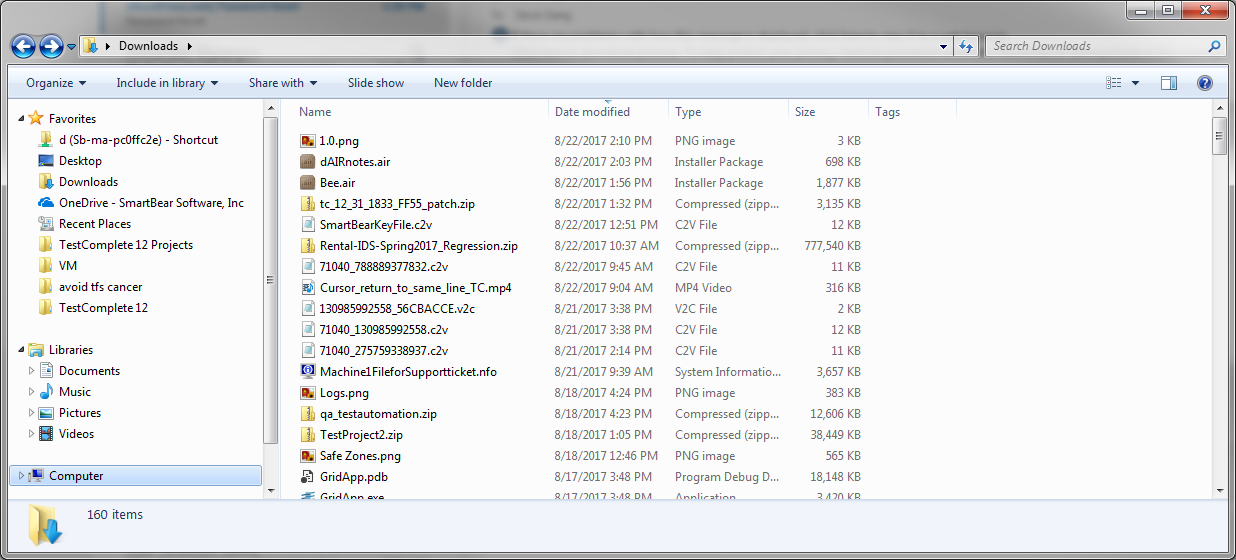 Downloads
Search Downloads
Organize Include in library Share with Slide show New folder
Favorites
d (Sb-ma-pc0ffc2e) - Shortcut
Desktop
Downloads
OneDrive - SmartBear Software, Inc
Recent Places
TestComplete 12 Projects
VM
avoid tfs cancer
TestComplete 12
Libraries
Documents
Music
Pictures
Videos
Computer
Name Date modified Type Size Tags
1.0.png 8/22/2017 2:10 PM PNG image 3 KB
dAIRnotes.air 8/22/2017 2:03 PM Installer Package 698 KB
Bee.air 8/22/2017 1:56 PM Installer Package 1,877 KB
tc_12_31_1833_FF55_patch.zip 8/22/2017 1:32 PM Compressed (zipp... 3,135 KB
SmartBearKeyFile.c2v 8/22/2017 12:51 PM C2V File 12 KB
Rental-IDS-Spring2017_Regression.zip 8/22/2017 10:37 AM Compressed (zipp... 777,540 KB
71040_788889377832.c2v 8/22/2017 9:45 AM C2V File 11 KB
Cursor_return_to_same_line_TC.mp4 8/22/2017 9:04 AM MP4 Video 316 KB
130985992558_56CBACCE.v2c 8/21/2017 3:38 PM V2C File 2 KB
71040_130985992558.c2v 8/21/2017 3:38 PM C2V File 12 KB
71040_275759338937.c2v 8/21/2017 2:14 PM C2V File 11 KB
Machine1FileforSupportticket.nfo 8/21/2017 9:39 AM System Informatio... 3,657 KB
Logs.png 8/18/2017 4:24 PM PNG image 383 KB
qa_testautomation.zip 8/18/2017 4:23 PM Compressed (zipp... 12,606 KB
TestProject2.zip 8/18/2017 1:05 PM Compressed (zipp... 38,449 KB
Safe Zones.png 8/18/2017 12:46 PM PNG image 565 KB
GridApp.pdb 8/17/2017 3:48 PM Program Debug D... 18,148 KB
GridApp.exe 8/17/2017 3:48 PM Application 3,420 KB
160 items